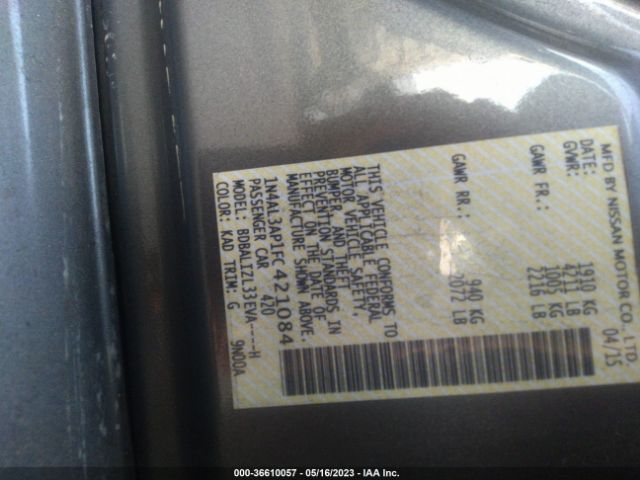 MFD BY NISSAN MOTOR CO., LTD.
DATE: 04/15
GVWR: 1910 KG
4211 LB
GAWR FR.: 1005 KG
2216 LB
GAWR RR.: 940 KG
2072 LB
THIS VEHICLE CONFORMS TO
ALL APPLICABLE FEDERAL
MOTOR VEHICLE SAFETY,
BUMPER, AND THEFT
PREVENTION STANDARDS IN
EFFECT ON THE DATE OF
MANUFACTURE SHOWN ABOVE.
1N4AL3AP1FC421084
PASSENGER CAR 420
MODEL: BDBALIZL33EVA----H
COLOR: KAD TRIM: G 9N00A
000-36610057 - 05/16/2023 - IAA Inc.